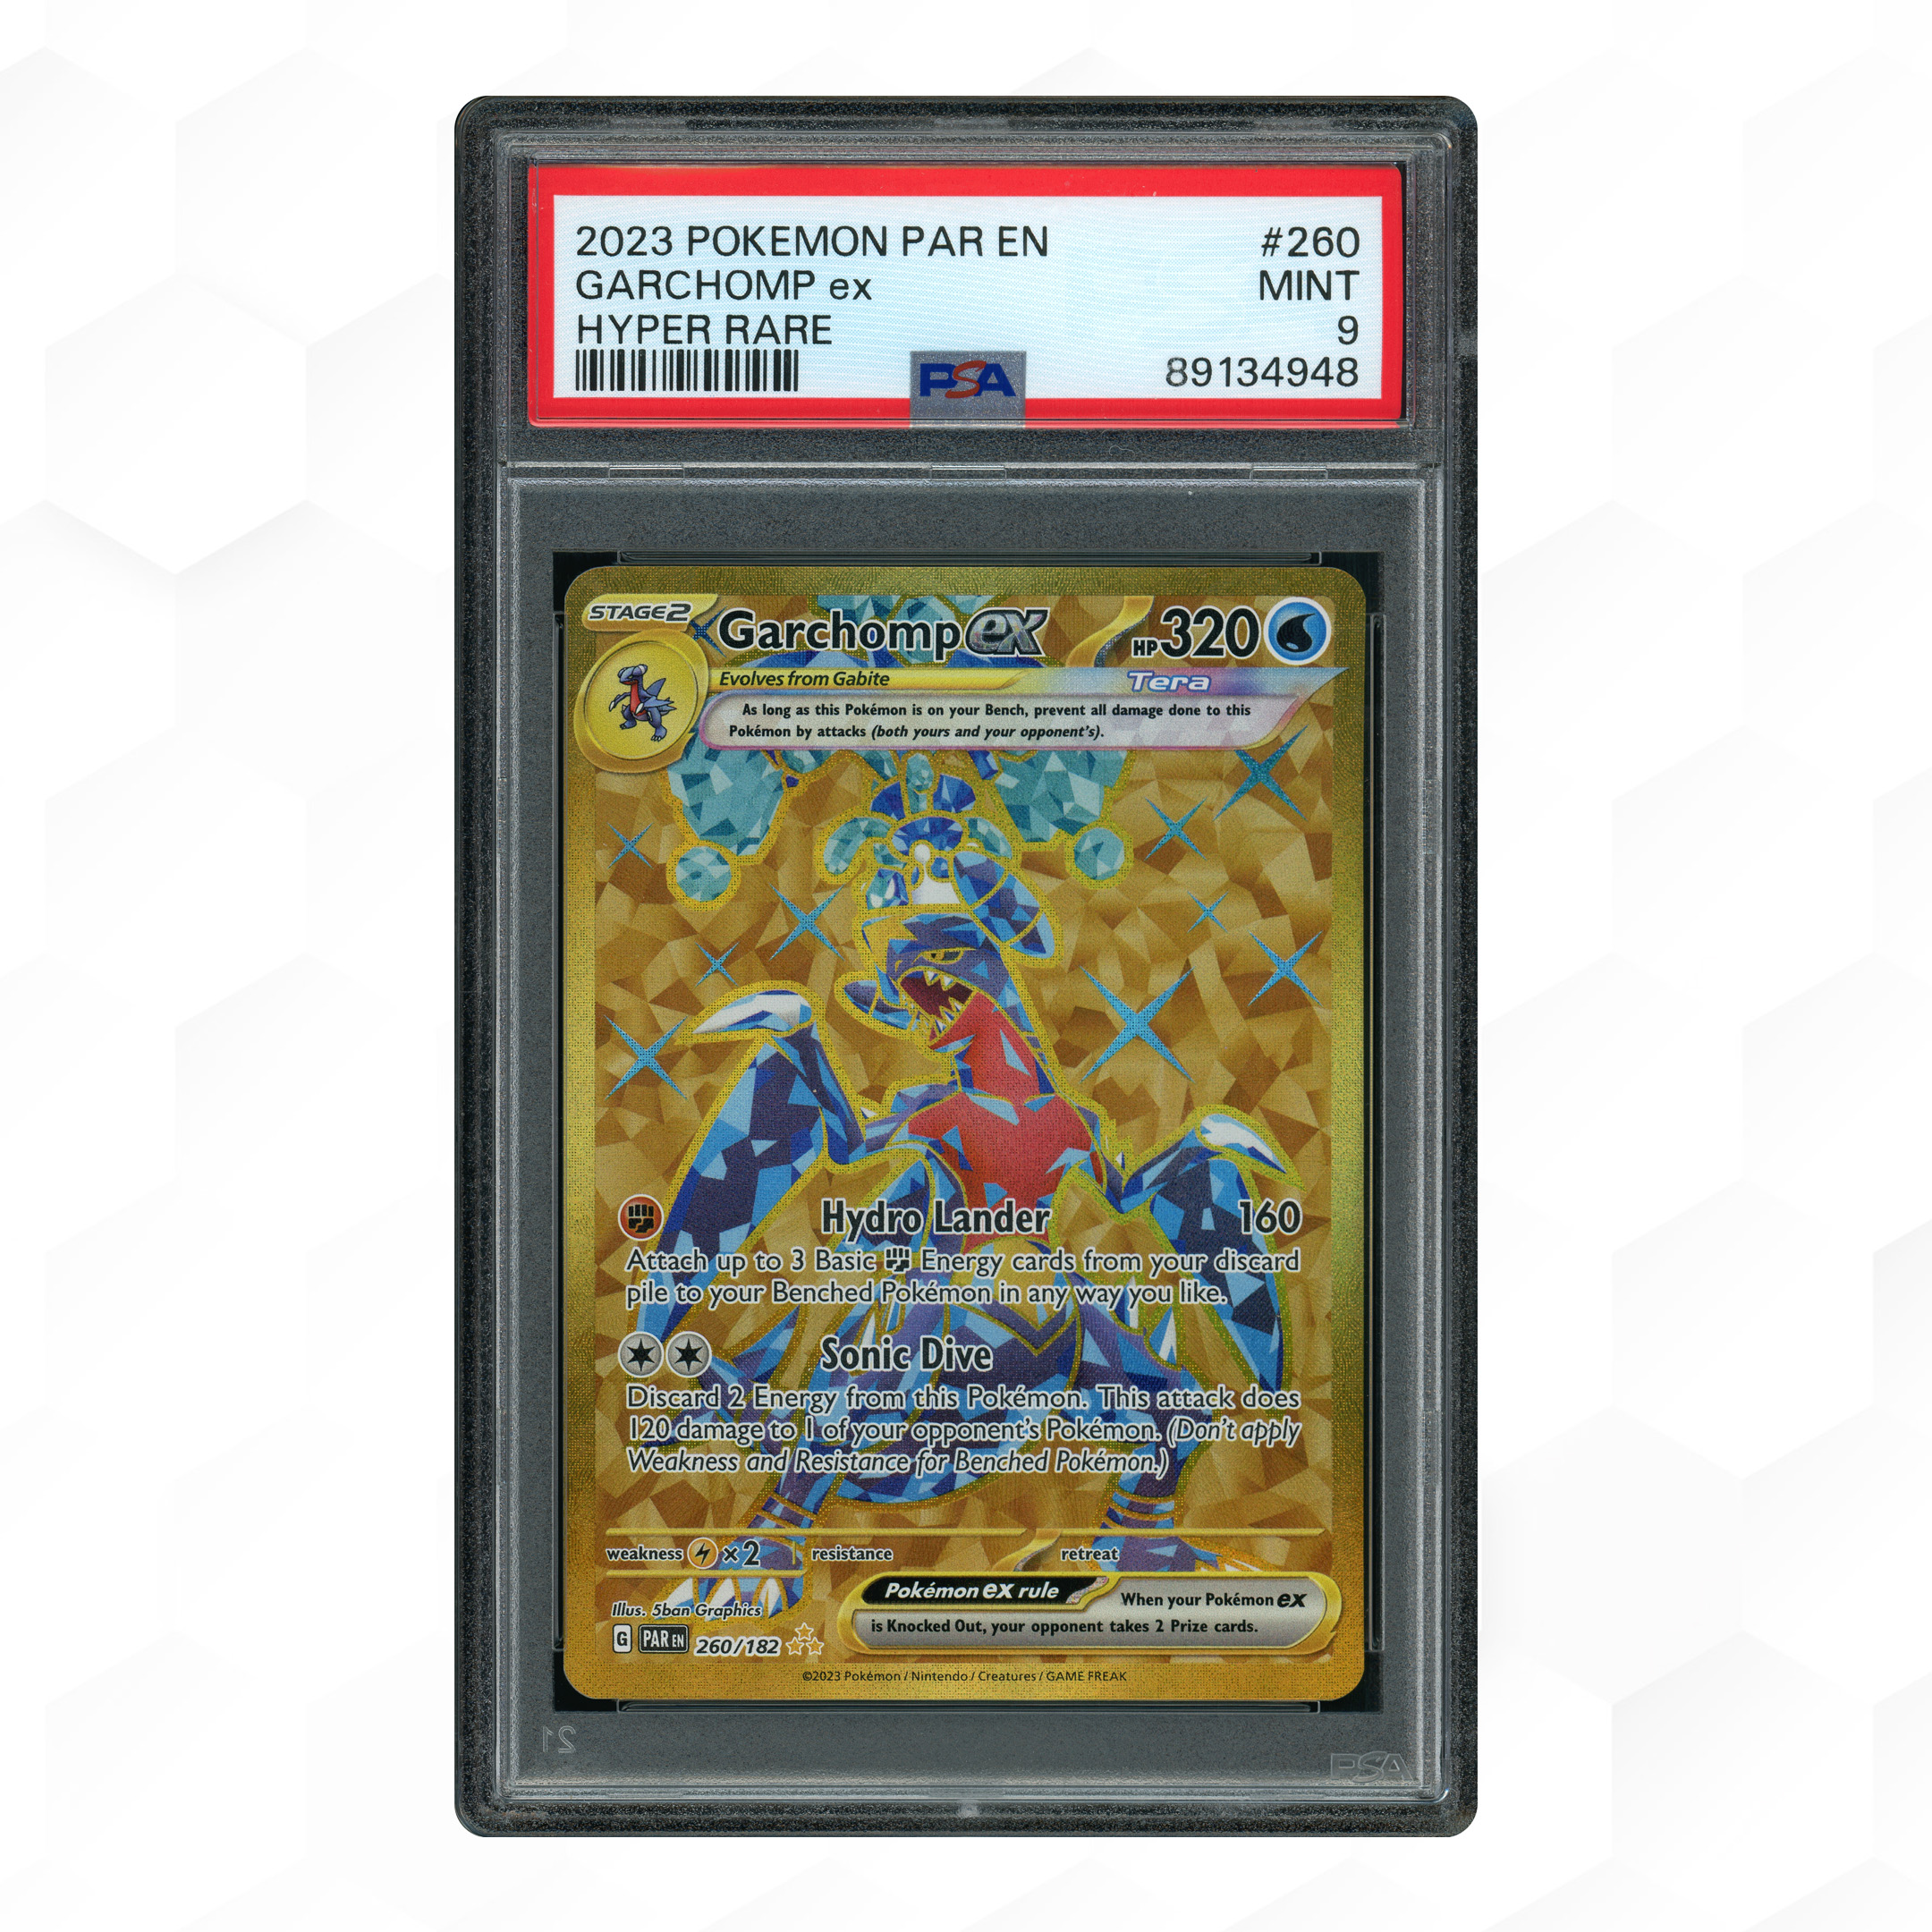 2023 POKEMON PAR EN #260
GARCHOMP ex MINT
HYPER RARE 9
PSA 89134948
STAGE2 Garchomp ex HP 320
Evolves from Gabite Tera
As long as this Pokémon is on your Bench, prevent all damage done to this
Pokémon by attacks (both yours and your opponent's).
Hydro Lander 160
Attach up to 3 Basic Energy cards from your discard
pile to your Benched Pokémon in any way you like.
Sonic Dive
Discard 2 Energy from this Pokémon. This attack does
120 damage to 1 of your opponent's Pokémon. (Don't apply
Weakness and Resistance for Benched Pokémon.)
weakness ×2 resistance retreat
Pokémon ex rule When your Pokémon ex
is Knocked Out, your opponent takes 2 Prize cards.
Illus. 5ban Graphics
G PAR EN 260/182
©2023 Pokémon / Nintendo / Creatures / GAME FREAK
21
PSA